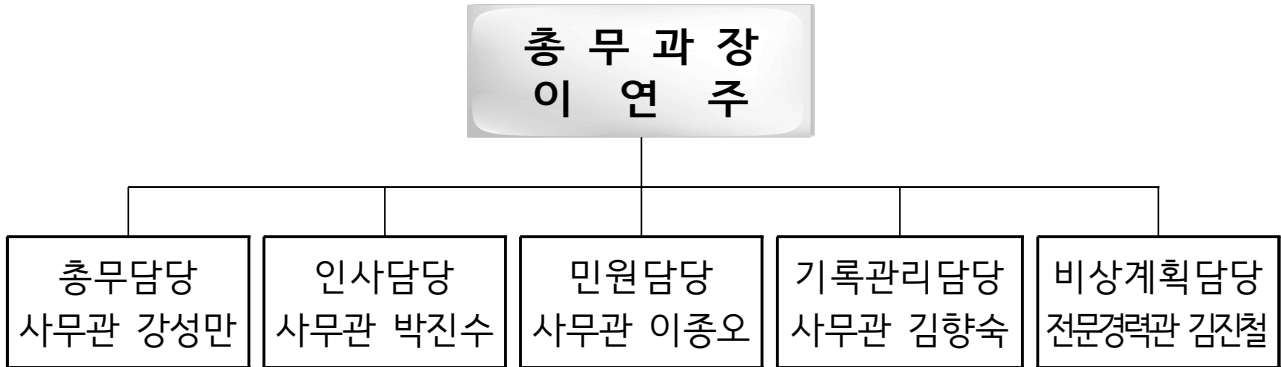 총 무 과 장
이 연 주
총무담당
사무관 강성만
인사담당
사무관 박진수
민원담당
사무관 이종오
기록관리담당
사무관 김향숙
비상계획담당
전문경력관 김진철